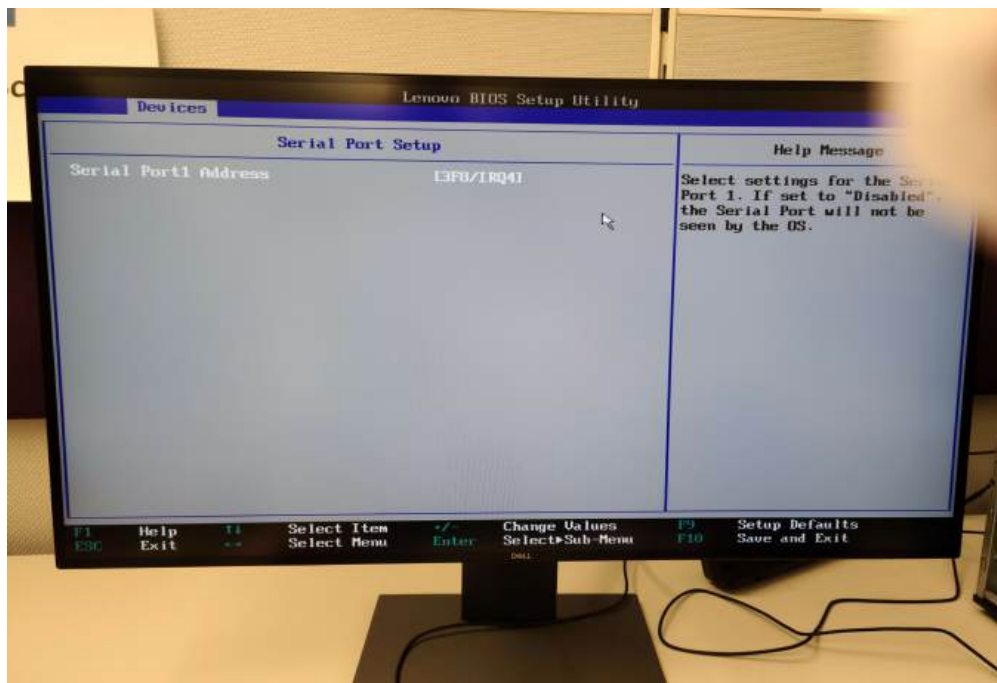 Lenovo BIOS Setup Utility
Devices
Serial Port Setup
Help Message
Serial Port1 Address [3F8/IRQ4]
Select settings for the
Port 1. If set to "Disabled",
the Serial Port will not be
seen by the OS.
F1 Help ↑↓ Select Item +/- Change Values F9 Setup Defaults
ESC Exit ←→ Select Menu Enter Select▶Sub-Menu F10 Save and Exit
DELL